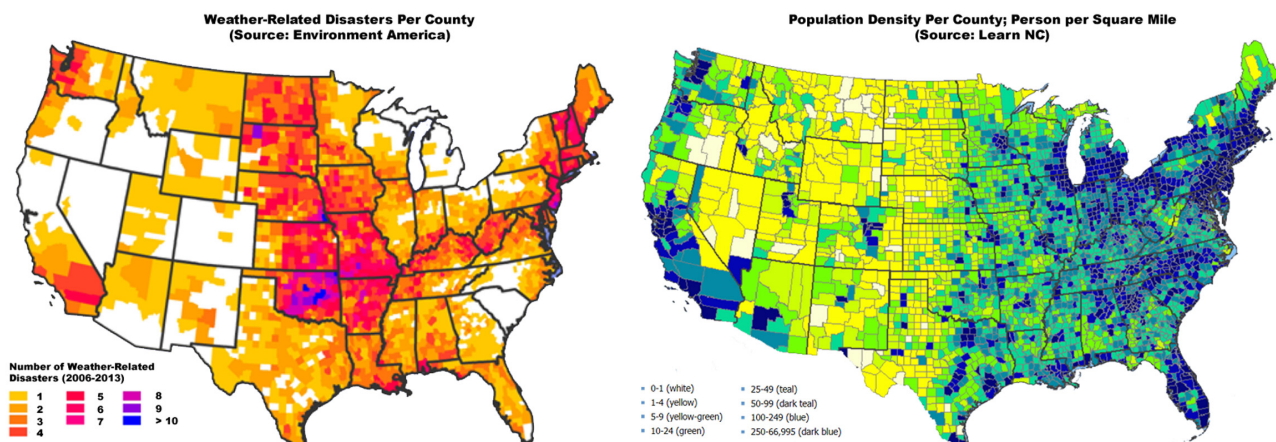 Weather-Related Disasters Per County
(Source: Environment America)
Population Density Per County; Person per Square Mile
(Source: Learn NC)
Number of Weather-Related
Disasters (2006-2013)
1
2
3
4
5
6
7
8
9
> 10
0-1 (white)
1-4 (yellow)
5-9 (yellow-green)
10-24 (green)
25-49 (teal)
50-99 (dark teal)
100-249 (blue)
250-66,995 (dark blue)